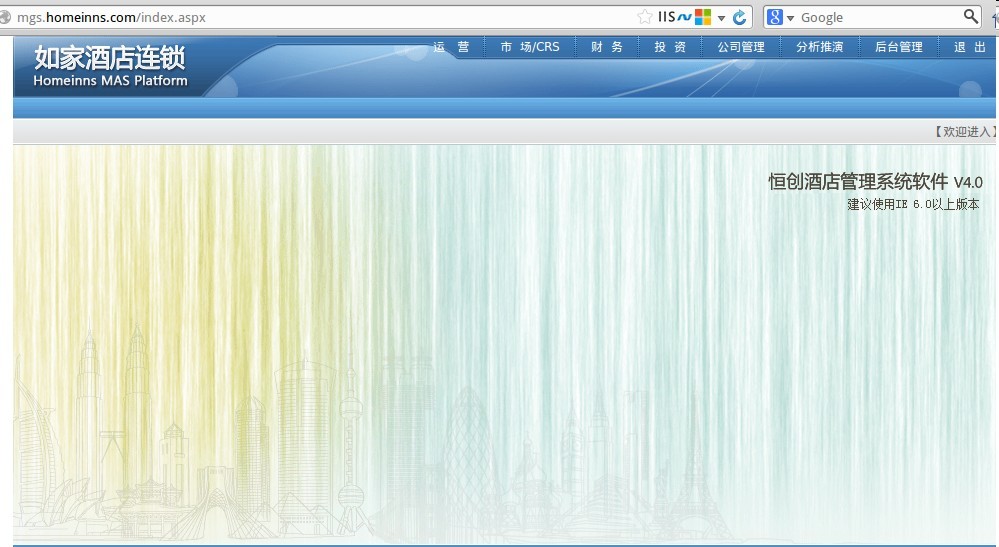 mgs.homeinns.com/index.aspx
IIS
Google
如家酒店连锁
Homeinns MAS Platform
运 营 市 场/CRS 财 务 投 资 公司管理 分析推演 后台管理 退 出
【欢迎进入】
恒创酒店管理系统软件 V4.0
建议使用IE 6.0以上版本